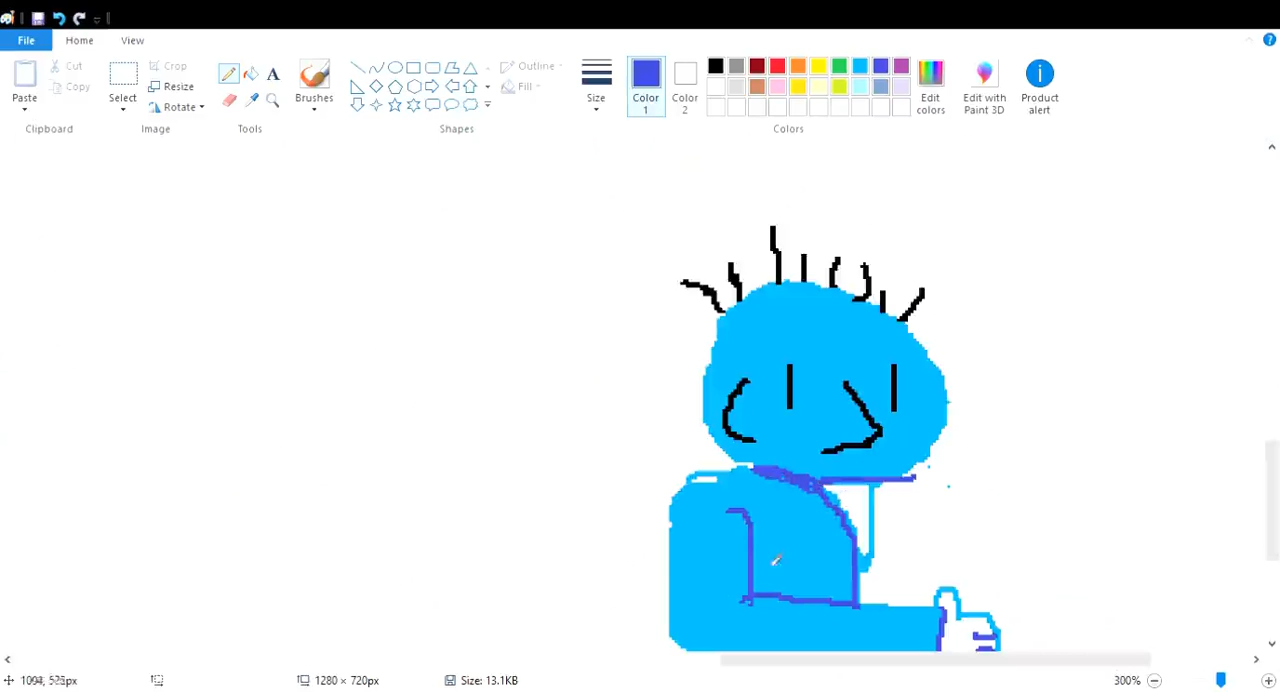 File Home View
Paste Cut Copy
Clipboard
Select Crop Resize Rotate
Image
A
Tools
Brushes
Outline Fill
Shapes
Size
Color 1
Color 2
Edit colors
Colors
Edit with Paint 3D
Product alert
1280 × 720px
Size: 13.1KB
300%